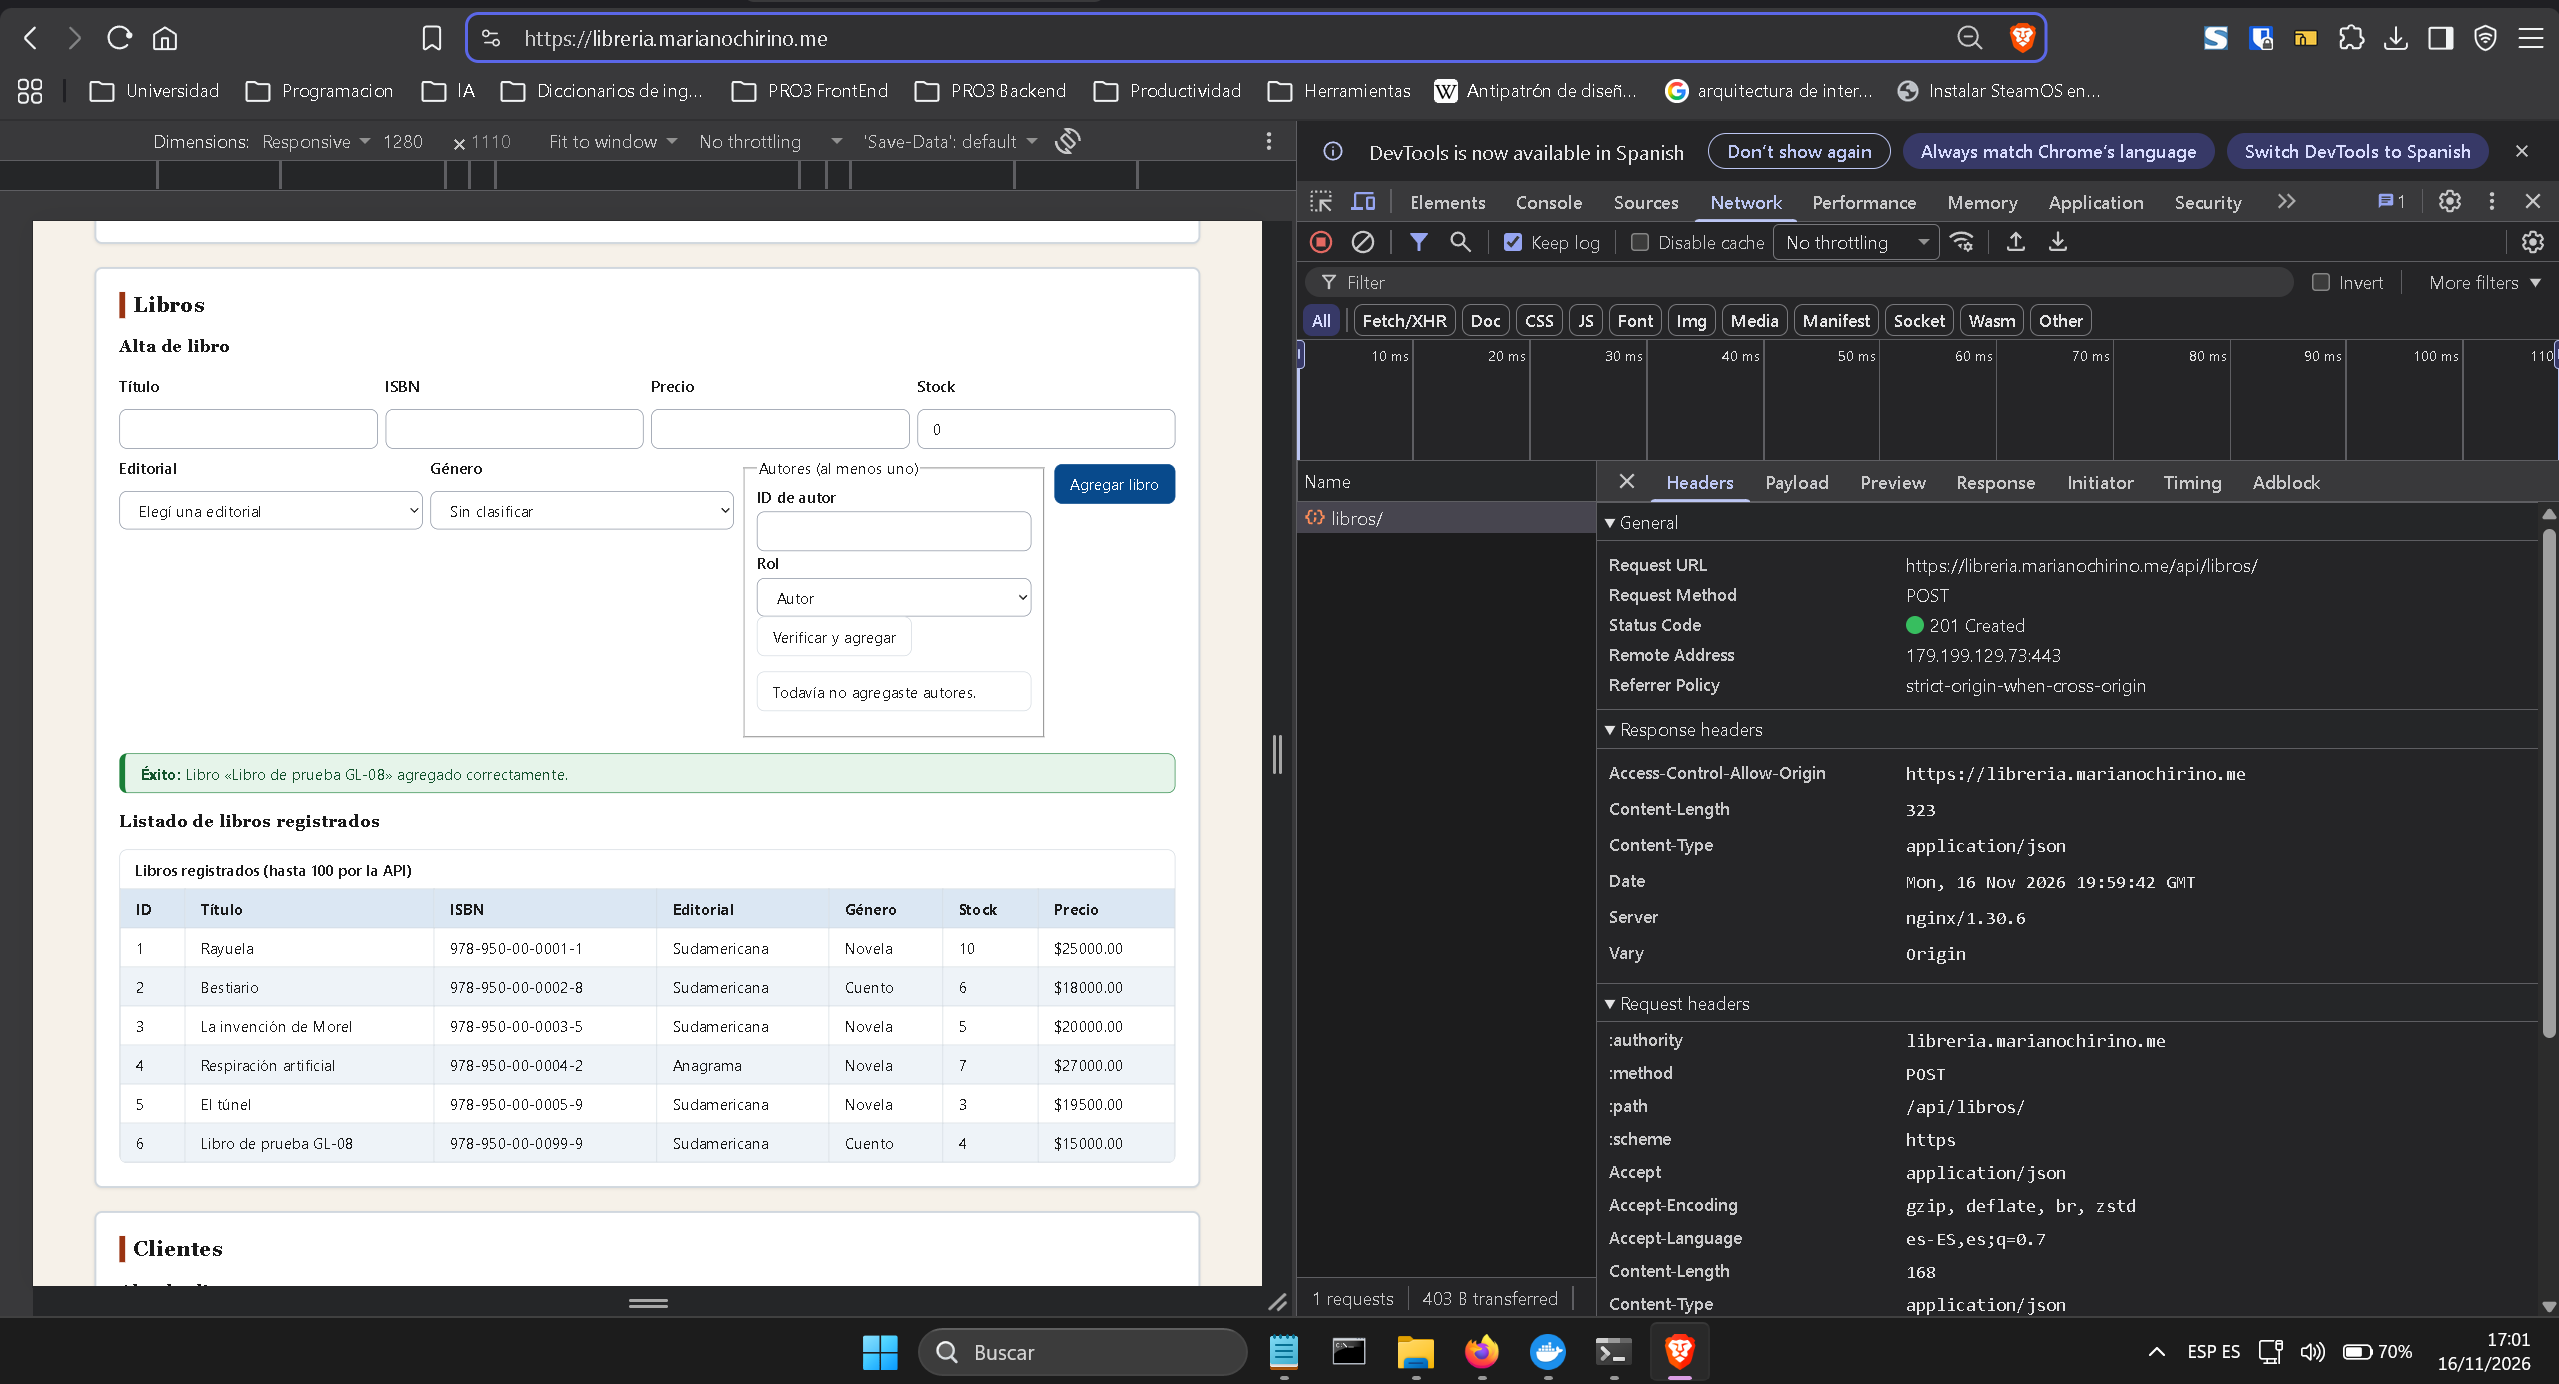 https://libreria.marianochirino.me
Universidad
Programacion
IA
Diccionarios de ing...
PRO3 FrontEnd
PRO3 Backend
Productividad
Herramientas
W Antipatrón de diseñ...
arquitectura de inter...
Instalar SteamOS en...
Dimensions: Responsive 1280 × 1110 Fit to window No throttling 'Save-Data': default
DevTools is now available in Spanish
Don't show again
Always match Chrome's language
Switch DevTools to Spanish
Elements Console Sources Network Performance Memory Application Security 1
Keep log Disable cache No throttling
Filter Invert More filters
All Fetch/XHR Doc CSS JS Font Img Media Manifest Socket Wasm Other
10 ms 20 ms 30 ms 40 ms 50 ms 60 ms 70 ms 80 ms 90 ms 100 ms 110
Libros
Alta de libro
Título ISBN Precio Stock
0
Editorial Género Autores (al menos uno)
Elegí una editorial Sin clasificar
ID de autor
Rol
Autor
Verificar y agregar
Todavía no agregaste autores.
Agregar libro
Éxito: Libro «Libro de prueba GL-08» agregado correctamente.
Listado de libros registrados
Libros registrados (hasta 100 por la API)
ID Título ISBN Editorial Género Stock Precio
1 Rayuela 978-950-00-0001-1 Sudamericana Novela 10 $25000.00
2 Bestiario 978-950-00-0002-8 Sudamericana Cuento 6 $18000.00
3 La invención de Morel 978-950-00-0003-5 Sudamericana Novela 5 $20000.00
4 Respiración artificial 978-950-00-0004-2 Anagrama Novela 7 $27000.00
5 El túnel 978-950-00-0005-9 Sudamericana Novela 3 $19500.00
6 Libro de prueba GL-08 978-950-00-0099-9 Sudamericana Cuento 4 $15000.00
Clientes
Name
libros/
1 requests 403 B transferred
Headers Payload Preview Response Initiator Timing Adblock
General
Request URL https://libreria.marianochirino.me/api/libros/
Request Method POST
Status Code 201 Created
Remote Address 179.199.129.73:443
Referrer Policy strict-origin-when-cross-origin
Response headers
Access-Control-Allow-Origin https://libreria.marianochirino.me
Content-Length 323
Content-Type application/json
Date Mon, 16 Nov 2026 19:59:42 GMT
Server nginx/1.30.6
Vary Origin
Request headers
:authority libreria.marianochirino.me
:method POST
:path /api/libros/
:scheme https
Accept application/json
Accept-Encoding gzip, deflate, br, zstd
Accept-Language es-ES,es;q=0.7
Content-Length 168
Content-Type application/json
Buscar
ESP ES
70%
17:01
16/11/2026